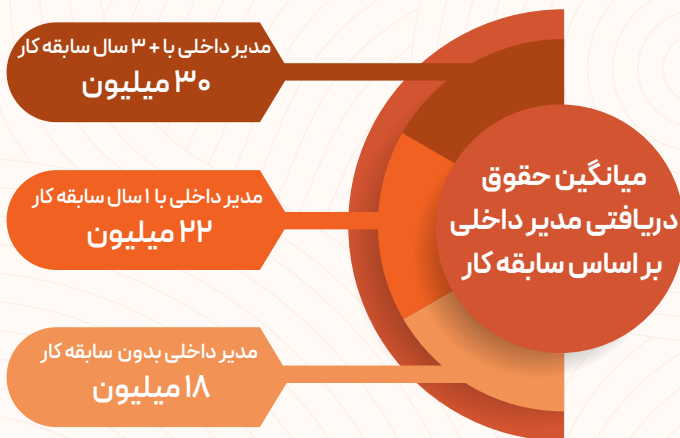 میانگین حقوق
دریافتی مدیر داخلی
بر اساس سابقه کار
مدیر داخلی با +۳ سال سابقه کار
۳۰ میلیون
مدیر داخلی با ۱ سال سابقه کار
۲۲ میلیون
مدیر داخلی بدون سابقه کار
۱۸ میلیون